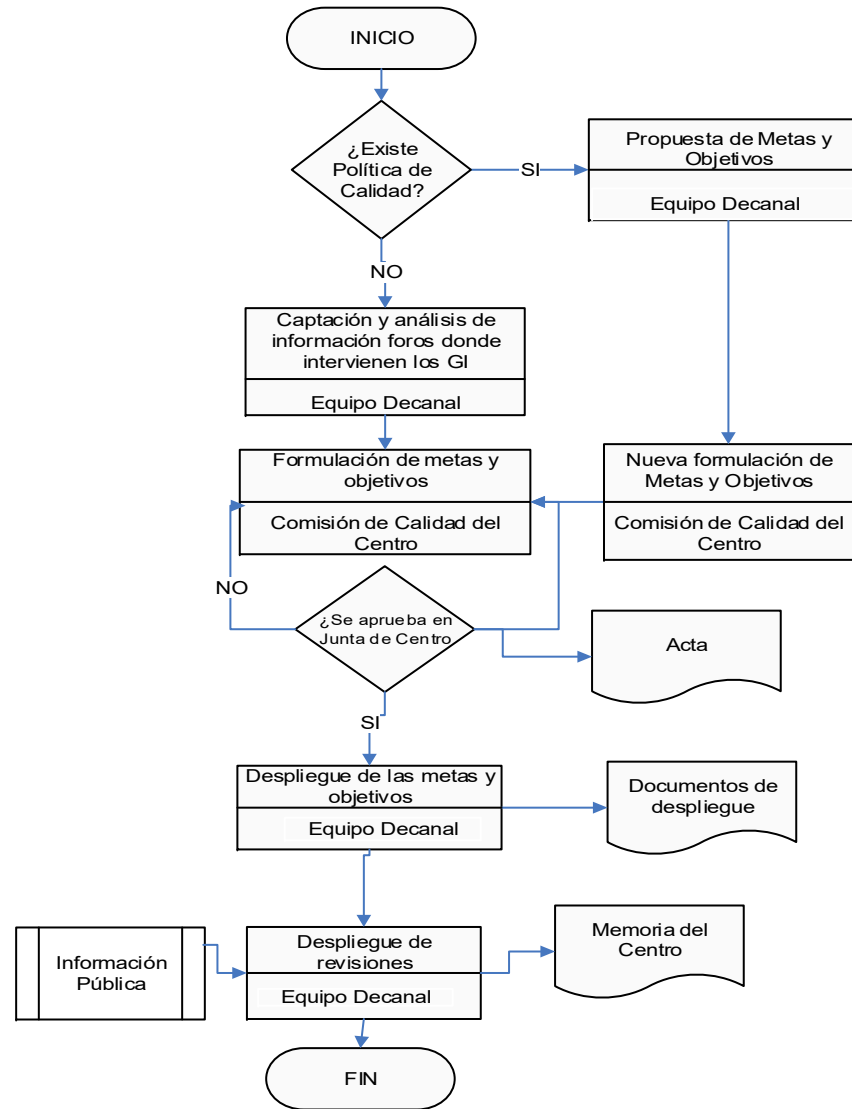 INICIO
¿Existe
Política de
Calidad?
SI
Propuesta de Metas y
Objetivos
Equipo Decanal
NO
Captación y análisis de
información foros donde
intervienen los GI
Equipo Decanal
Formulación de metas y
objetivos
Comisión de Calidad del
Centro
Nueva formulación de
Metas y Objetivos
Comisión de Calidad del
Centro
NO
¿Se aprueba en
Junta de Centro
Acta
SI
Despliegue de las metas y
objetivos
Equipo Decanal
Documentos de
despliegue
Información
Pública
Despliegue de
revisiones
Equipo Decanal
Memoria del
Centro
FIN